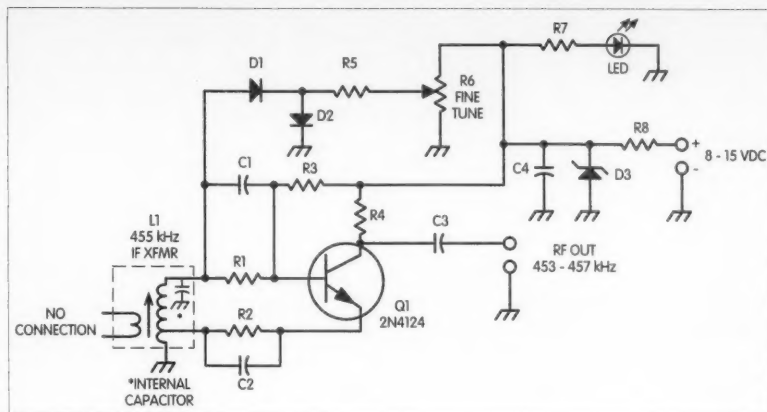 R7
LED
D1
R5
R6
FINE
TUNE
D2
R8
+
8 - 15 VDC
-
C4
D3
C1
R3
R4
C3
L1
455 kHz
IF XFMR
R1
RF OUT
453 - 457 kHz
Q1
2N4124
NO
CONNECTION
*
R2
C2
*INTERNAL
CAPACITOR